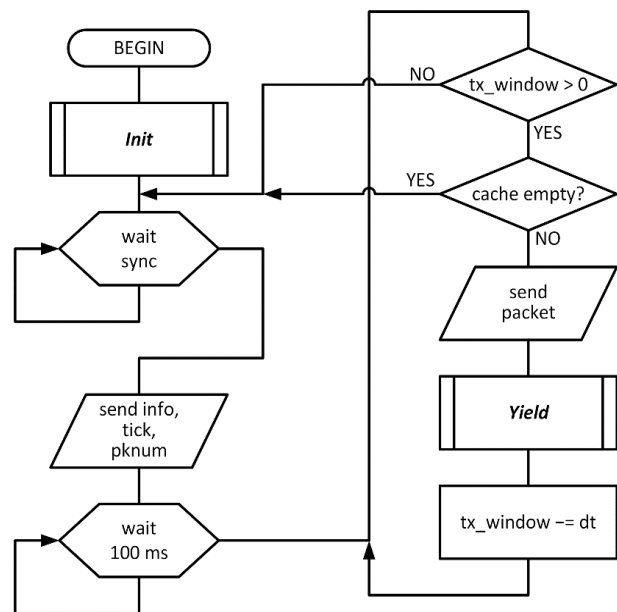 BEGIN
Init
wait
sync
send info,
tick,
pknum
wait
100 ms
tx_window > 0
NO
YES
cache empty?
YES
NO
send
packet
Yield
tx_window −= dt